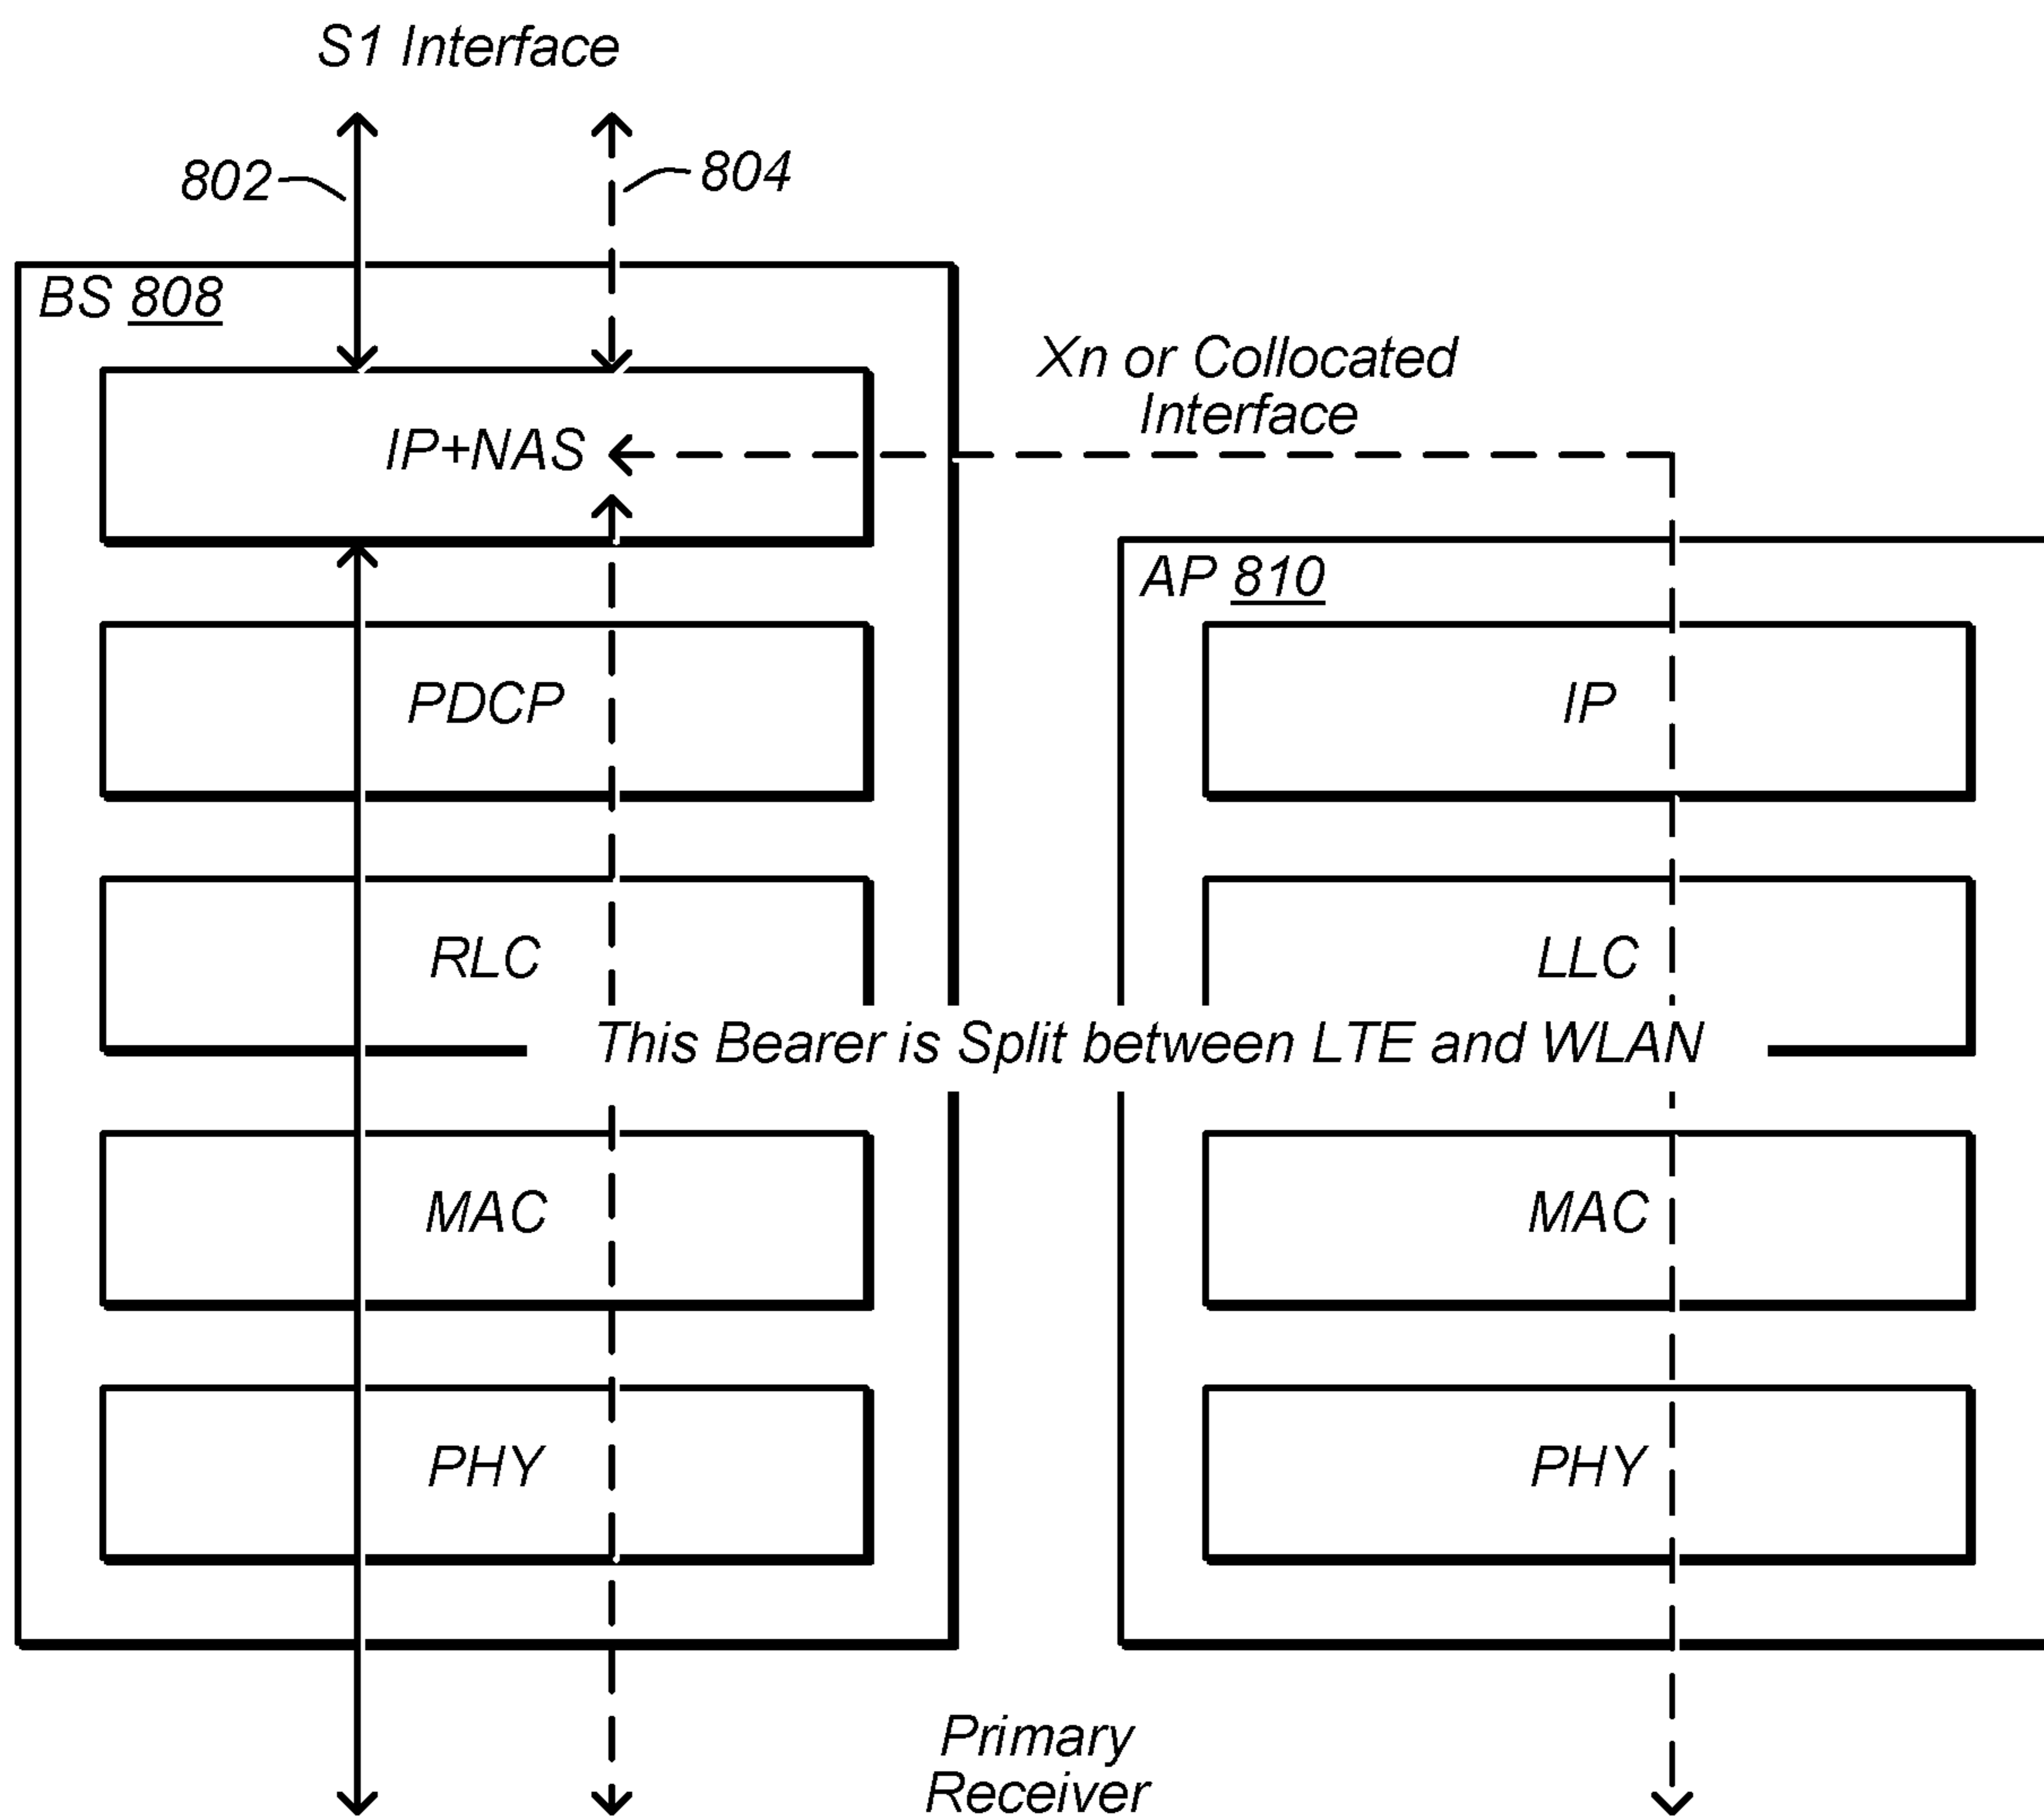 S1 Interface
802
804
BS 808
Xn or Collocated
Interface
IP+NAS
AP 810
PDCP
IP
RLC
LLC
This Bearer is Split between LTE and WLAN
MAC
MAC
PHY
PHY
Primary
Receiver